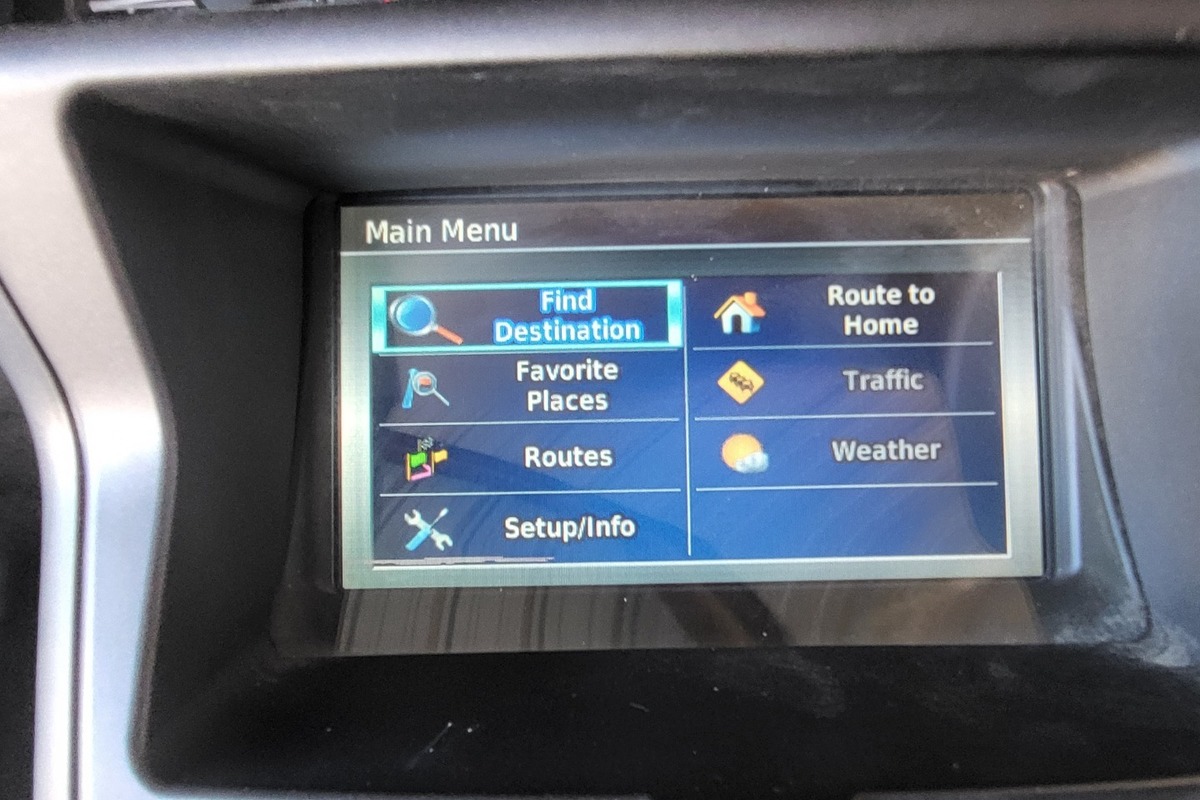 Main Menu
Find
Destination
Favorite
Places
Routes
Setup/Info
Route to
Home
Traffic
Weather